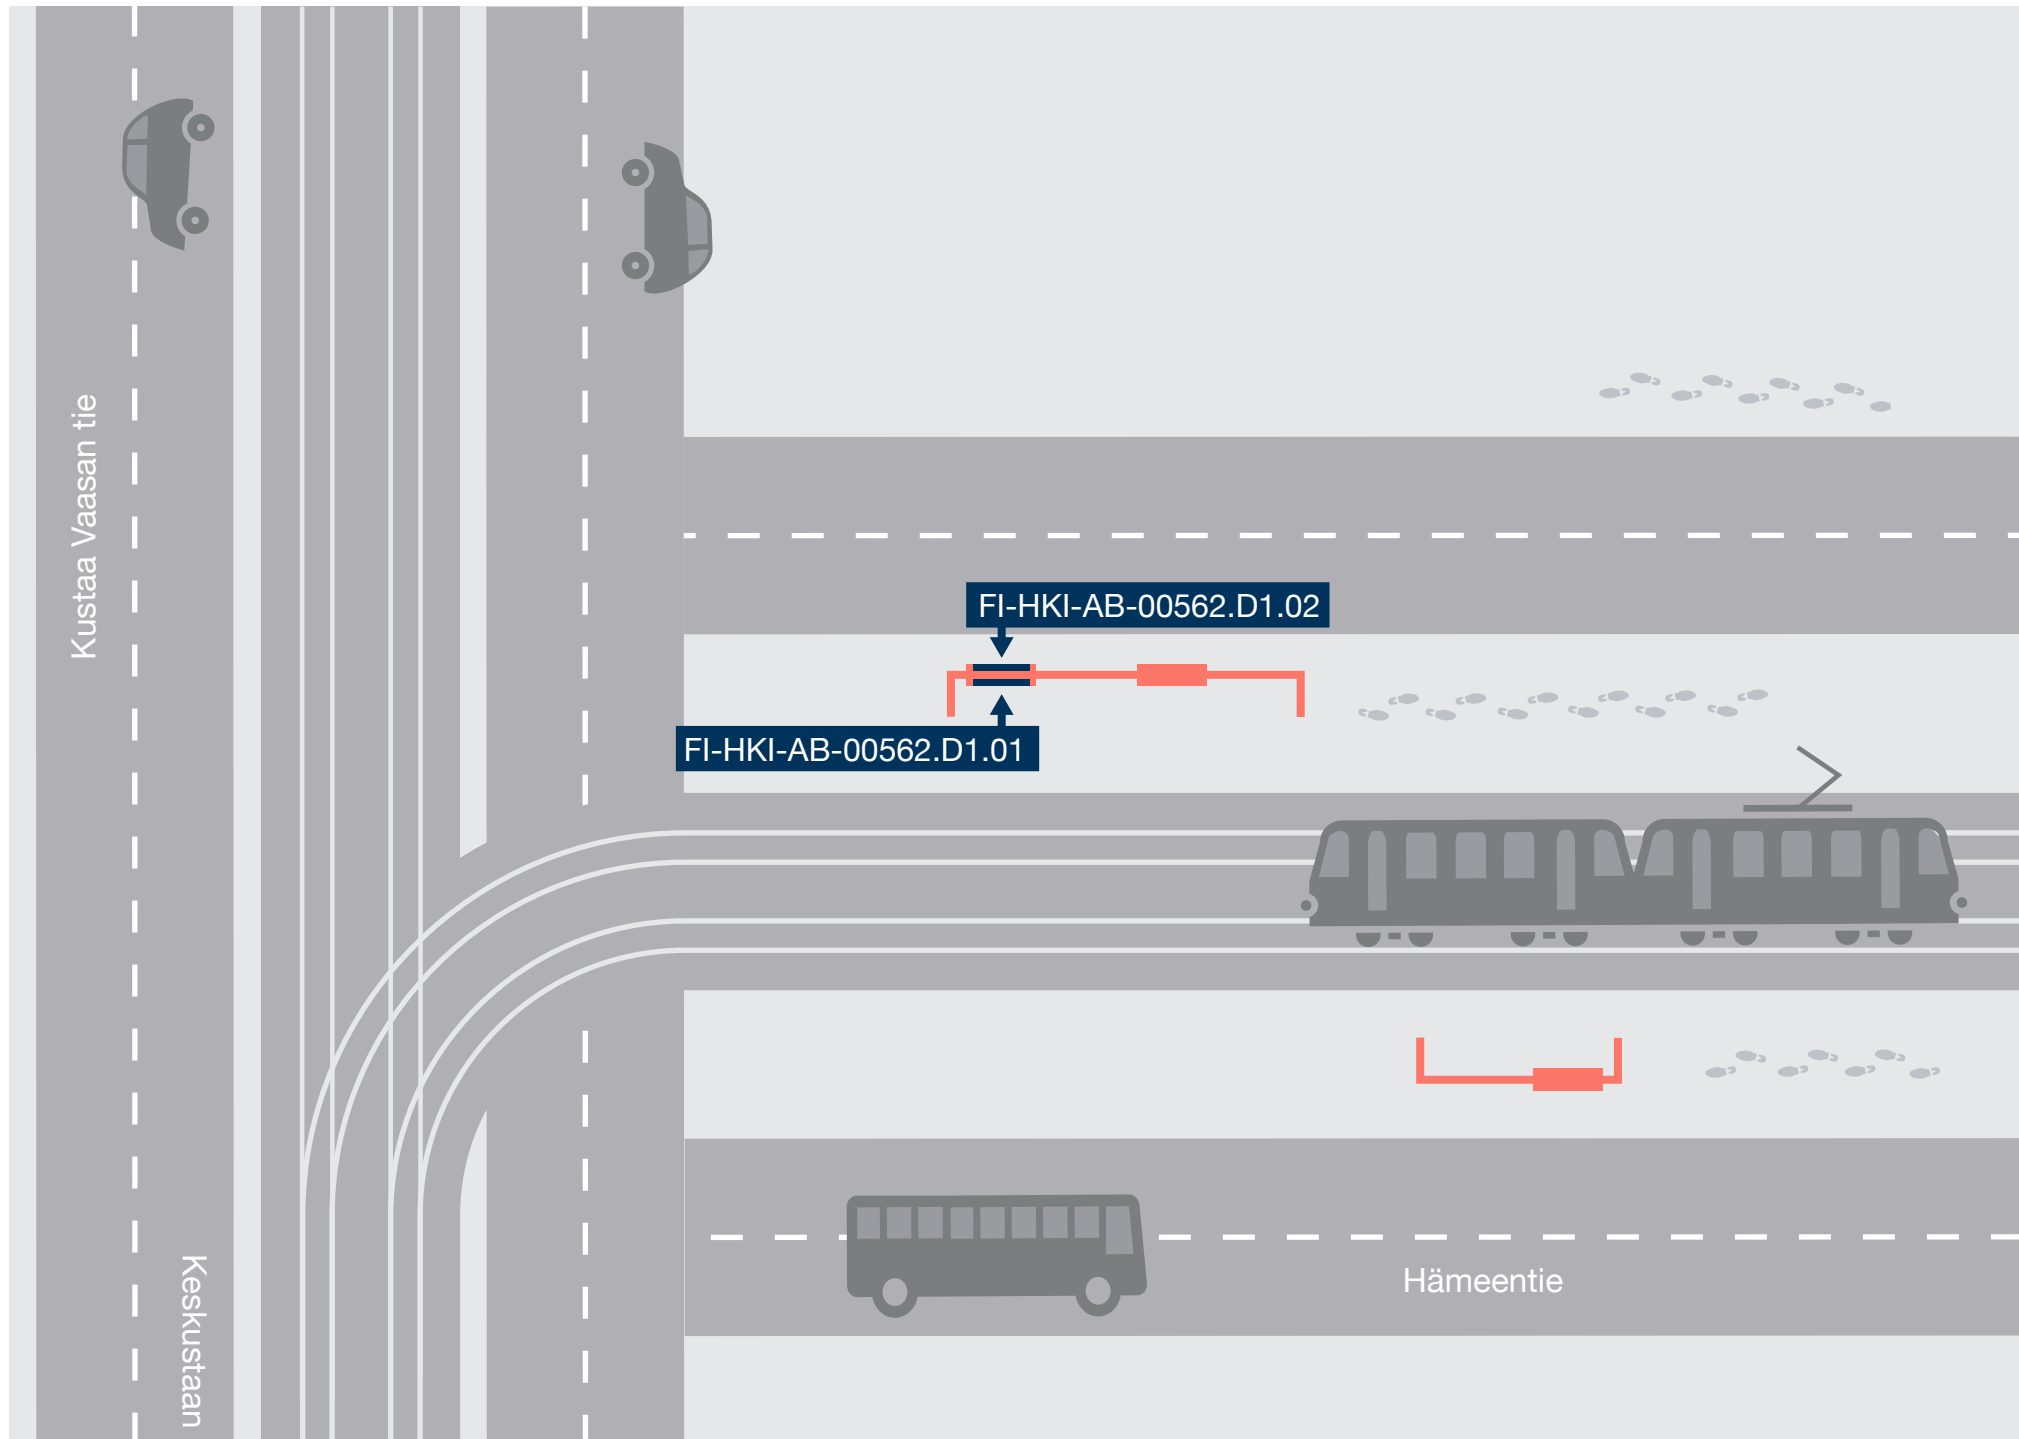 Kustaa Vaasan tie
FI-HKI-AB-00562.D1.02
FI-HKI-AB-00562.D1.01
Keskustaan
Hämeentie